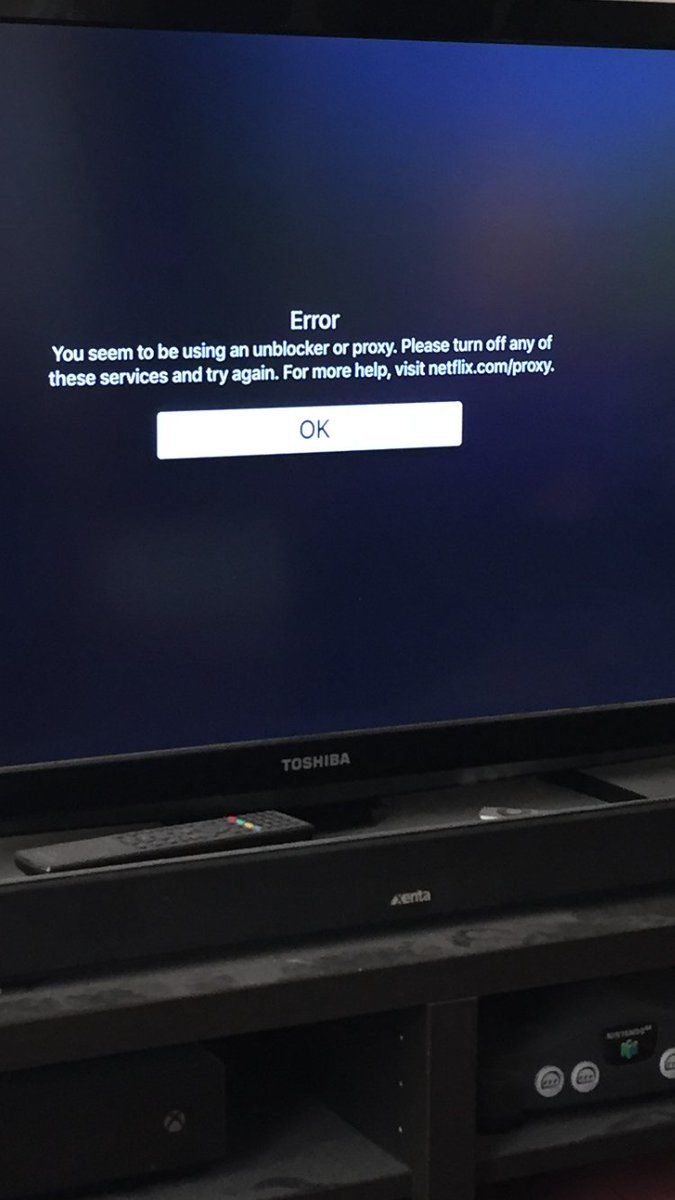 Error
You seem to be using an unblocker or proxy. Please turn off any of
these services and try again. For more help, visit netflix.com/proxy.
OK
TOSHIBA
xenta
NINTENDO64